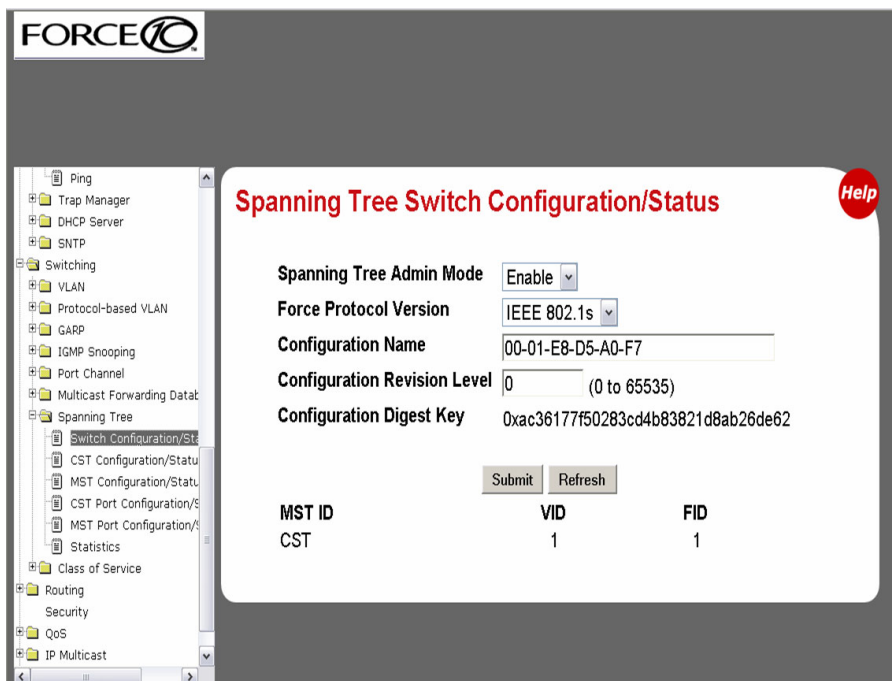 FORCE10
Ping
Trap Manager
DHCP Server
SNTP
Switching
VLAN
Protocol-based VLAN
GARP
IGMP Snooping
Port Channel
Multicast Forwarding Datab
Spanning Tree
Switch Configuration/Sta
CST Configuration/Statu
MST Configuration/Statu
CST Port Configuration/S
MST Port Configuration/S
Statistics
Class of Service
Routing
Security
QoS
IP Multicast
Spanning Tree Switch Configuration/Status
Help
Spanning Tree Admin Mode Enable
Force Protocol Version IEEE 802.1s
Configuration Name 00-01-E8-D5-A0-F7
Configuration Revision Level 0 (0 to 65535)
Configuration Digest Key 0xac36177f50283cd4b83821d8ab26de62
Submit Refresh
MST ID VID FID
CST 1 1